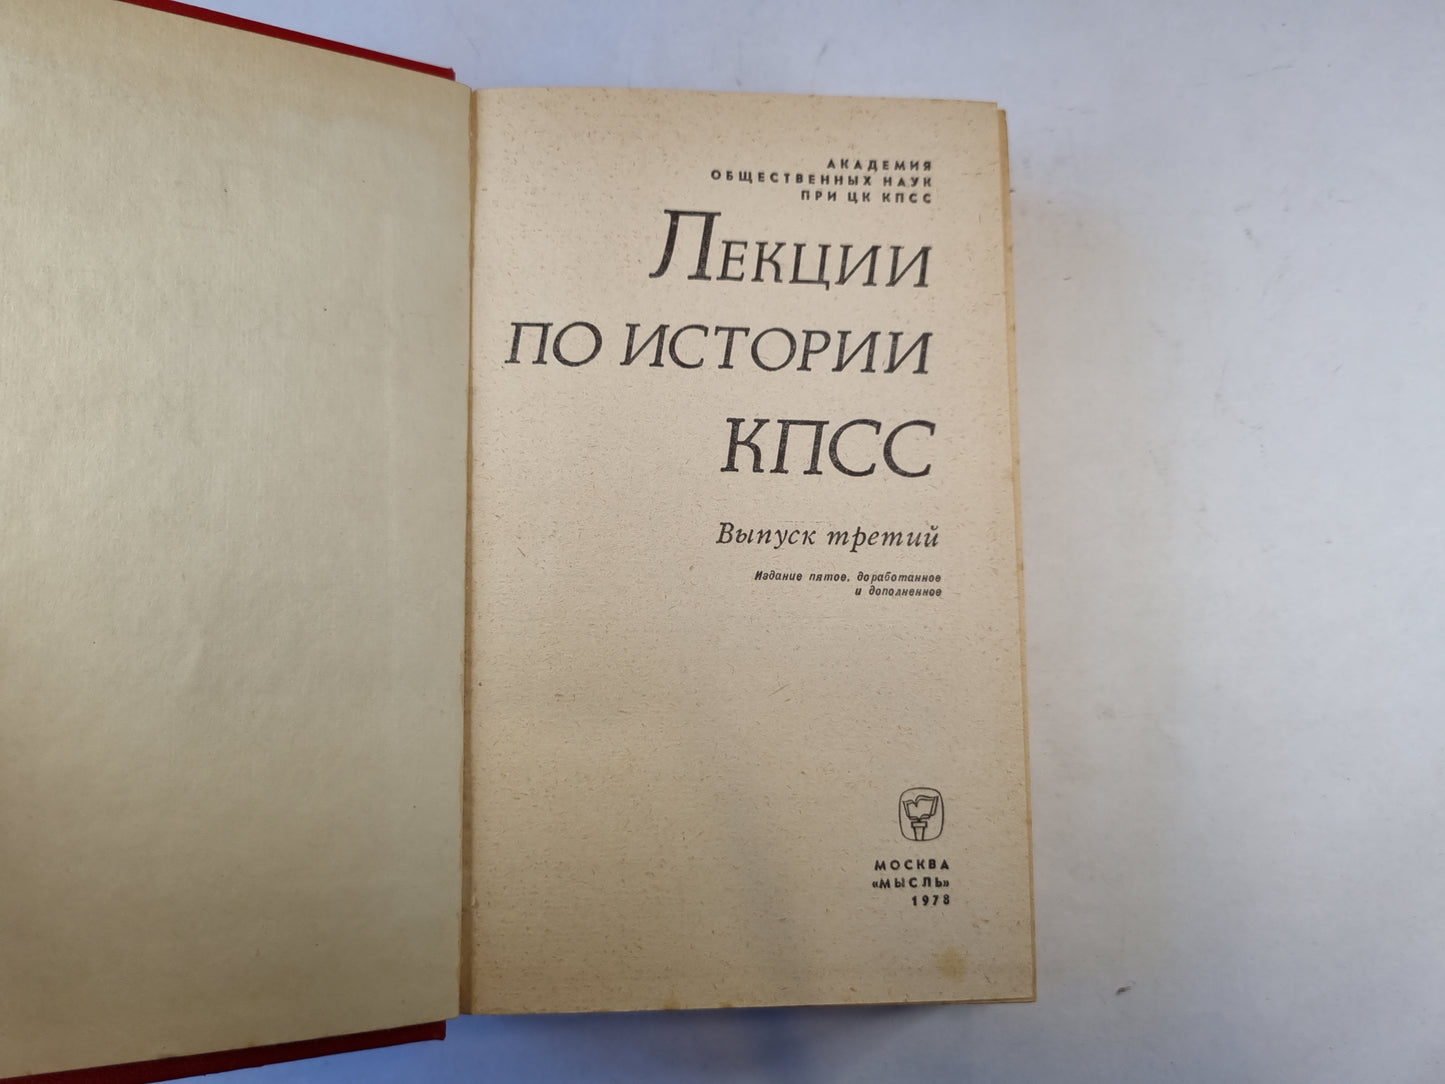 АКАДЕМИЯ
ОБЩЕСТВЕННЫХ НАУК
ПРИ ЦК КПСС
ЛЕКЦИИ
ПО ИСТОРИИ
КПСС
Выпуск третий
Издание пятое, доработанное
и дополненное
МОСКВА
«МЫСЛЬ»
1978